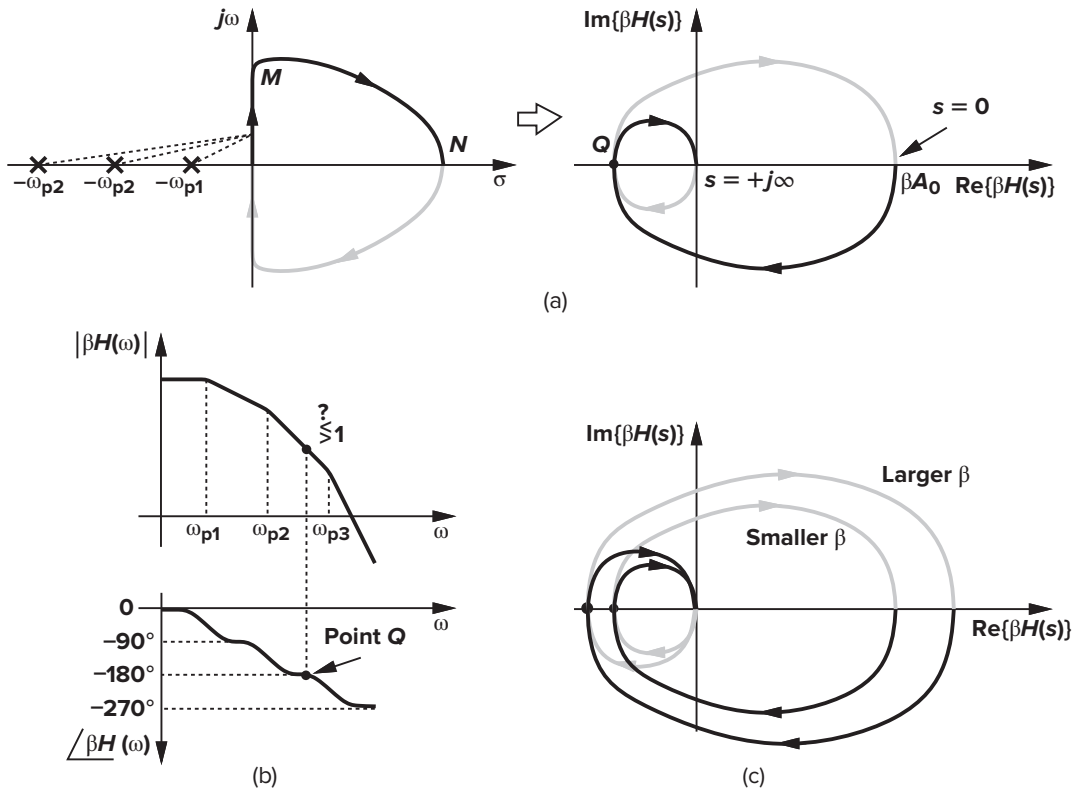 jω
M
N
−ωp2
−ωp2
−ωp1
σ
Im{βH(s)}
s = 0
Q
s = +j∞
βA0
Re{βH(s)}
(a)
|βH(ω)|
?
≶1
ωp1
ωp2
ωp3
ω
0
ω
−90°
Point Q
−180°
−270°
∠βH (ω)
(b)
Im{βH(s)}
Larger β
Smaller β
Re{βH(s)}
(c)